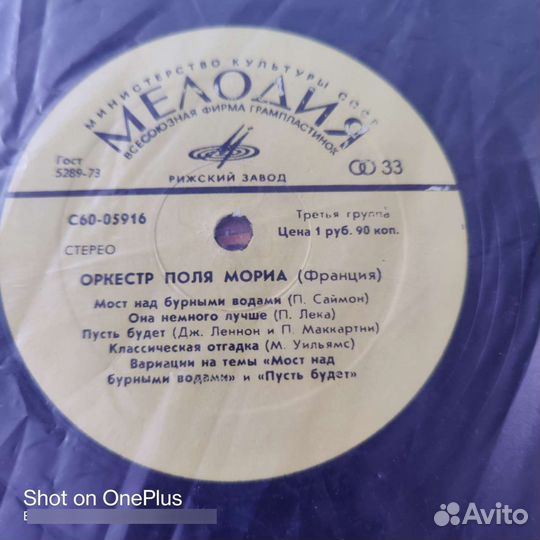 МИНИСТЕРСТВО КУЛЬТУРЫ СССР
МЕЛОДИЯ
ВСЕСОЮЗНАЯ ФИРМА ГРАМПЛАСТИНОК
Гост
5289-73
РИЖСКИЙ ЗАВОД
33
С60-05916
Третья группа
Цена 1 руб. 90 коп.
СТЕРЕО
ОРКЕСТР ПОЛЯ МОРИА (Франция)
Мост над бурными водами (П. Саймон)
Она немного лучше (П. Лека)
Пусть будет (Дж. Леннон и П. Маккартни)
Классическая отгадка (М. Уильямс)
Вариации на темы «Мост над
бурными водами» и «Пусть будет»
Shot on OnePlus
Avito